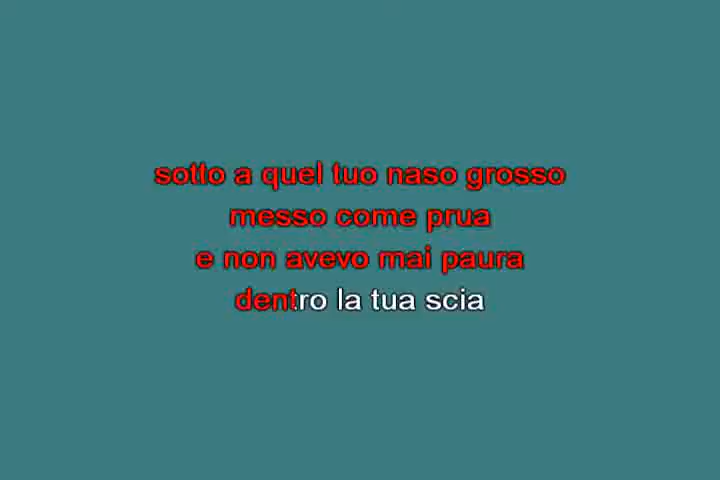 sotto a quel tuo naso grosso
messo come prua
e non avevo mai paura
dentro la tua scia